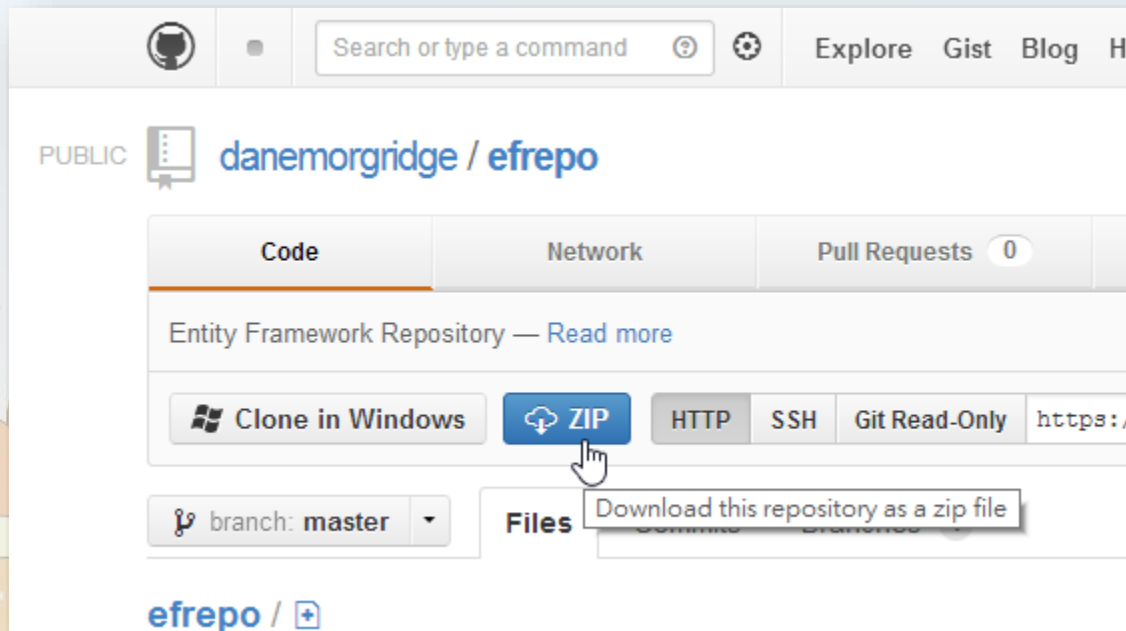 Search or type a command
Explore Gist Blog H
PUBLIC danemorgridge / efrepo
Code Network Pull Requests 0
Entity Framework Repository — Read more
Clone in Windows ZIP HTTP SSH Git Read-Only https:/
branch: master Files
Download this repository as a zip file
efrepo /